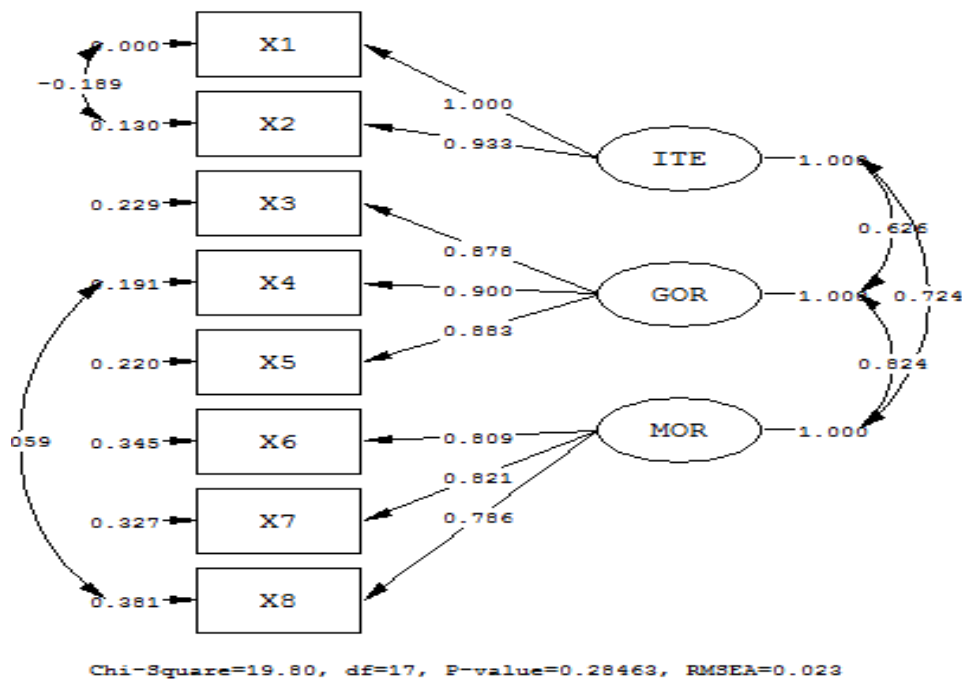 0.000
X1
-0.189
1.000
0.130
X2
0.933
ITE
1.000
0.229
X3
0.626
0.878
0.191
X4
0.900
GOR
1.000
0.724
0.883
0.220
X5
0.824
059
0.345
X6
0.809
MOR
1.000
0.821
0.327
X7
0.786
0.381
X8
Chi-Square=19.80, df=17, P-value=0.28463, RMSEA=0.023